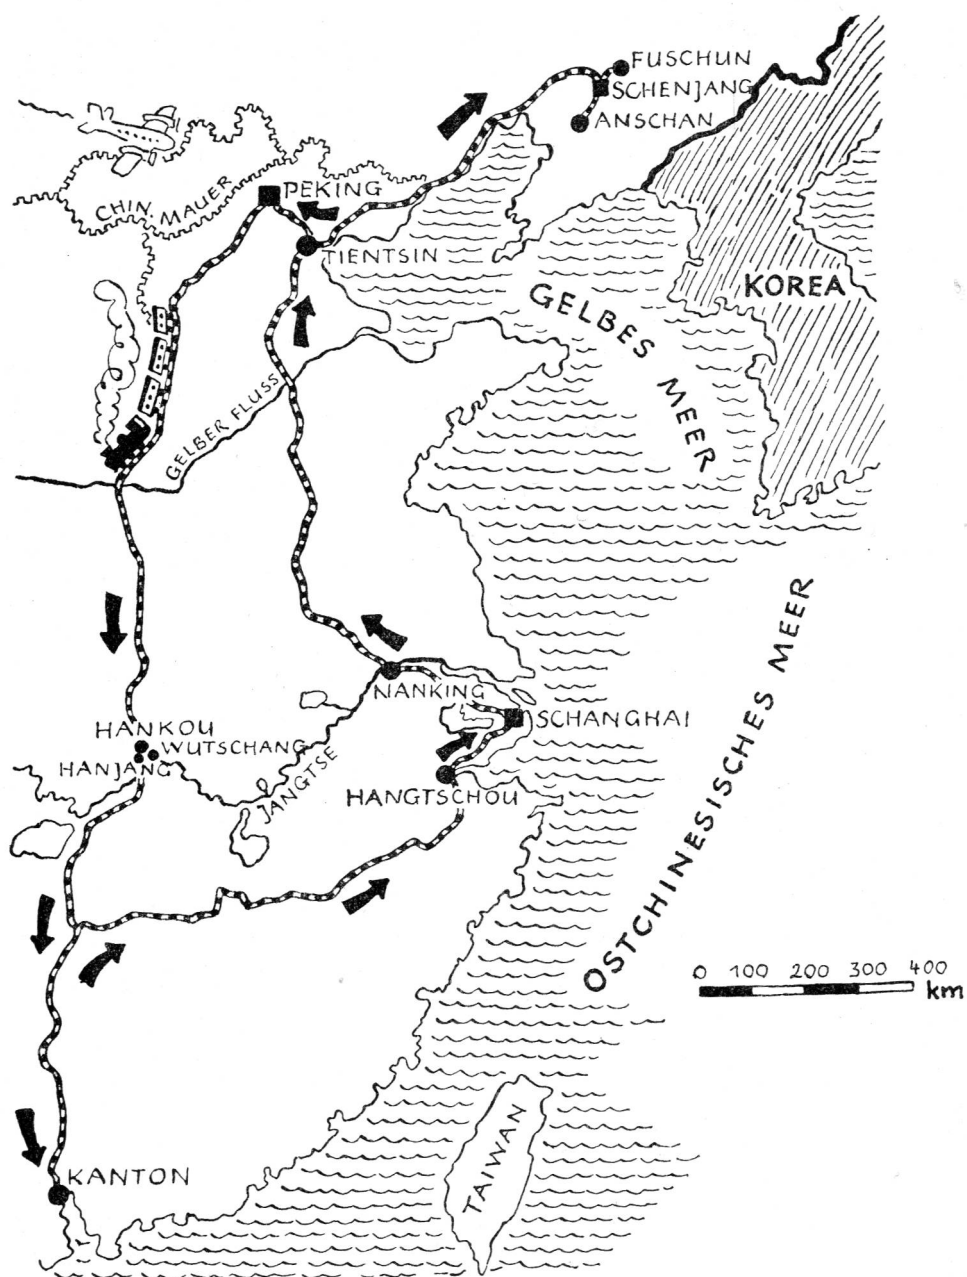 FUSCHUN
SCHENJANG
ANSCHAN
PEKING
CHIN. MAUER
TIENTSIN
KOREA
GELBES MEER
GELBER FLUSS
NANKING
SCHANGHAI
HANKOU
WUTSCHANG
HANJANG
JANGTSE
HANGTSCHOU
OSTCHINESISCHES MEER
0 100 200 300 400
km
KANTON
TAIWAN